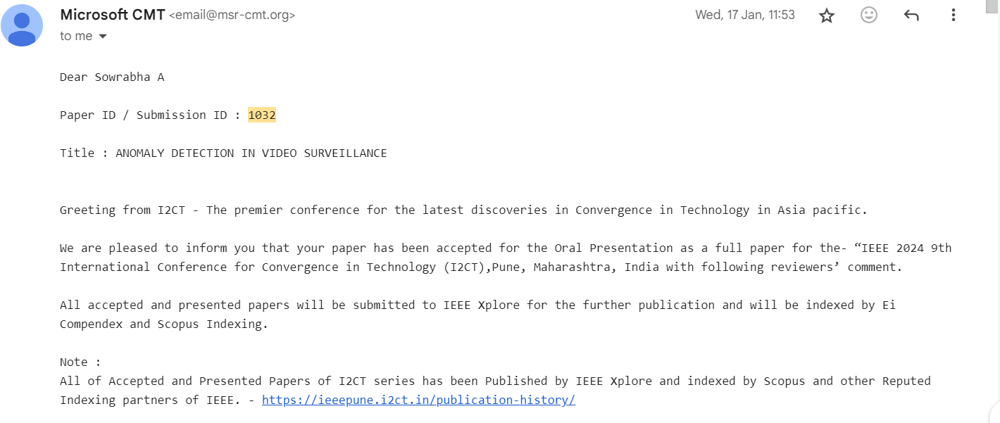 Microsoft CMT <email@msr-cmt.org> Wed, 17 Jan, 11:53
to me
Dear Sowrabha A
Paper ID / Submission ID : 1032
Title : ANOMALY DETECTION IN VIDEO SURVEILLANCE
Greeting from I2CT - The premier conference for the latest discoveries in Convergence in Technology in Asia pacific.
We are pleased to inform you that your paper has been accepted for the Oral Presentation as a full paper for the- “IEEE 2024 9th
International Conference for Convergence in Technology (I2CT),Pune, Maharashtra, India with following reviewers’ comment.
All accepted and presented papers will be submitted to IEEE Xplore for the further publication and will be indexed by Ei
Compendex and Scopus Indexing.
Note :
All of Accepted and Presented Papers of I2CT series has been Published by IEEE Xplore and indexed by Scopus and other Reputed
Indexing partners of IEEE. - https://ieeepune.i2ct.in/publication-history/